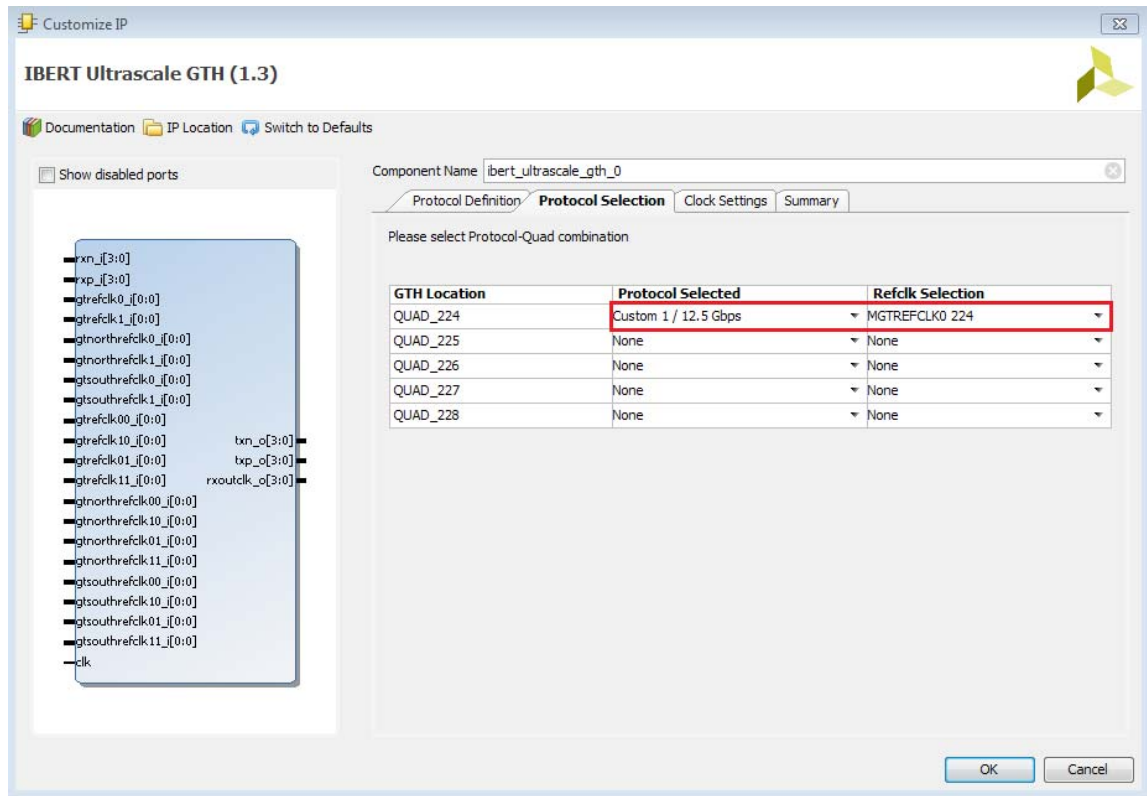 Customize IP
IBERT Ultrascale GTH (1.3)
Documentation IP Location Switch to Defaults
Show disabled ports
rxn_i[3:0]
rxp_i[3:0]
gtrefclk0_i[0:0]
gtrefclk1_i[0:0]
gtnorthrefclk0_i[0:0]
gtnorthrefclk1_i[0:0]
gtsouthrefclk0_i[0:0]
gtsouthrefclk1_i[0:0]
gtrefclk00_i[0:0]
gtrefclk10_i[0:0] txn_o[3:0]
gtrefclk01_i[0:0] txp_o[3:0]
gtrefclk11_i[0:0] rxoutclk_o[3:0]
gtnorthrefclk00_i[0:0]
gtnorthrefclk10_i[0:0]
gtnorthrefclk01_i[0:0]
gtnorthrefclk11_i[0:0]
gtsouthrefclk00_i[0:0]
gtsouthrefclk10_i[0:0]
gtsouthrefclk01_i[0:0]
gtsouthrefclk11_i[0:0]
clk
Component Name ibert_ultrascale_gth_0
Protocol Definition Protocol Selection Clock Settings Summary
Please select Protocol-Quad combination
GTH Location Protocol Selected Refclk Selection
QUAD_224 Custom 1 / 12.5 Gbps MGTREFCLK0 224
QUAD_225 None None
QUAD_226 None None
QUAD_227 None None
QUAD_228 None None
OK Cancel